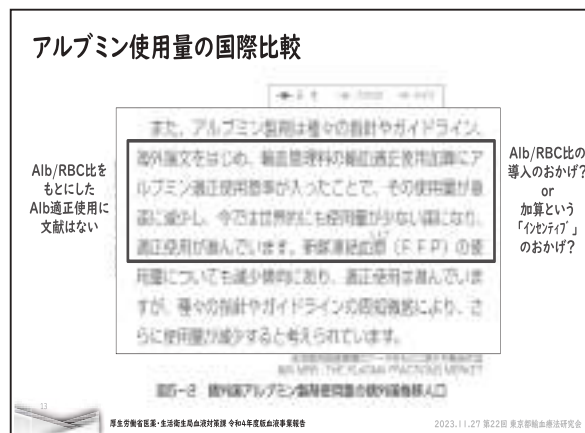 アルブミン使用量の国際比較
また、アルブミン製剤は種々の指針やガイドライン、
海外論文をはじめ、輸血管理料の輸血適正使用加算にア
ルブミン適正使用基準が入ったことで、その使用量が急
速に減少し、今では世界的にも使用量が少ない国になり、
適正使用が進んでいます。新鮮凍結血漿（FFP）の使
用量についても減少傾向にあり、適正使用は進んでいま
すが、種々の指針やガイドラインの周知徹底により、さ
らに使用量が減少すると考えられています。
Alb/RBC比を
もとにした
Alb適正使用に
文献はない
Alb/RBC比の
導入のおかげ?
or
加算という
「インセンティブ」
のおかげ?
13
厚生労働省医薬・生活衛生局血液対策課 令和4年度版血液事業報告
2023.11.27 第22回 東京都輸血療法研究会